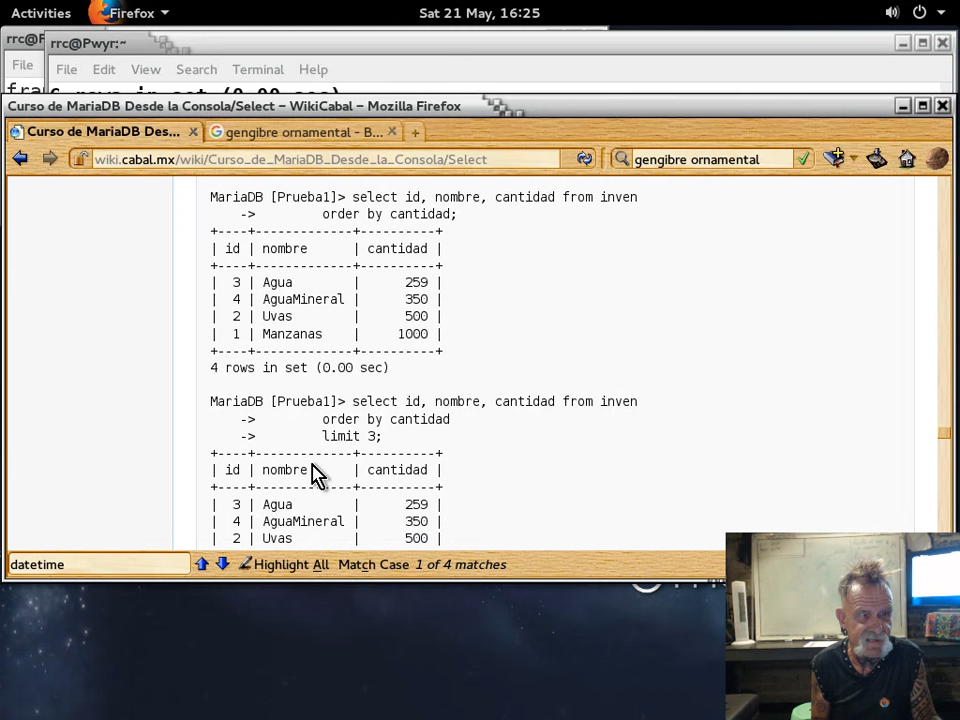 Activities Firefox Sat 21 May, 16:25
rrc@P rrc@Pwyr:~
File File Edit View Search Terminal Help
Curso de MariaDB Desde la Consola/Select – WikiCabal – Mozilla Firefox
Curso de MariaDB Des... gengibre ornamental - B...
wiki.cabal.mx/wiki/Curso_de_MariaDB_Desde_la_Consola/Select gengibre ornamental
MariaDB [Prueba1]> select id, nombre, cantidad from inven
-> order by cantidad;
+----+-------------+----------+
| id | nombre | cantidad |
+----+-------------+----------+
| 3 | Agua | 259 |
| 4 | AguaMineral | 350 |
| 2 | Uvas | 500 |
| 1 | Manzanas | 1000 |
+----+-------------+----------+
4 rows in set (0.00 sec)
MariaDB [Prueba1]> select id, nombre, cantidad from inven
-> order by cantidad
-> limit 3;
+----+-------------+----------+
| id | nombre | cantidad |
+----+-------------+----------+
| 3 | Agua | 259 |
| 4 | AguaMineral | 350 |
| 2 | Uvas | 500 |
datetime Highlight All Match Case 1 of 4 matches